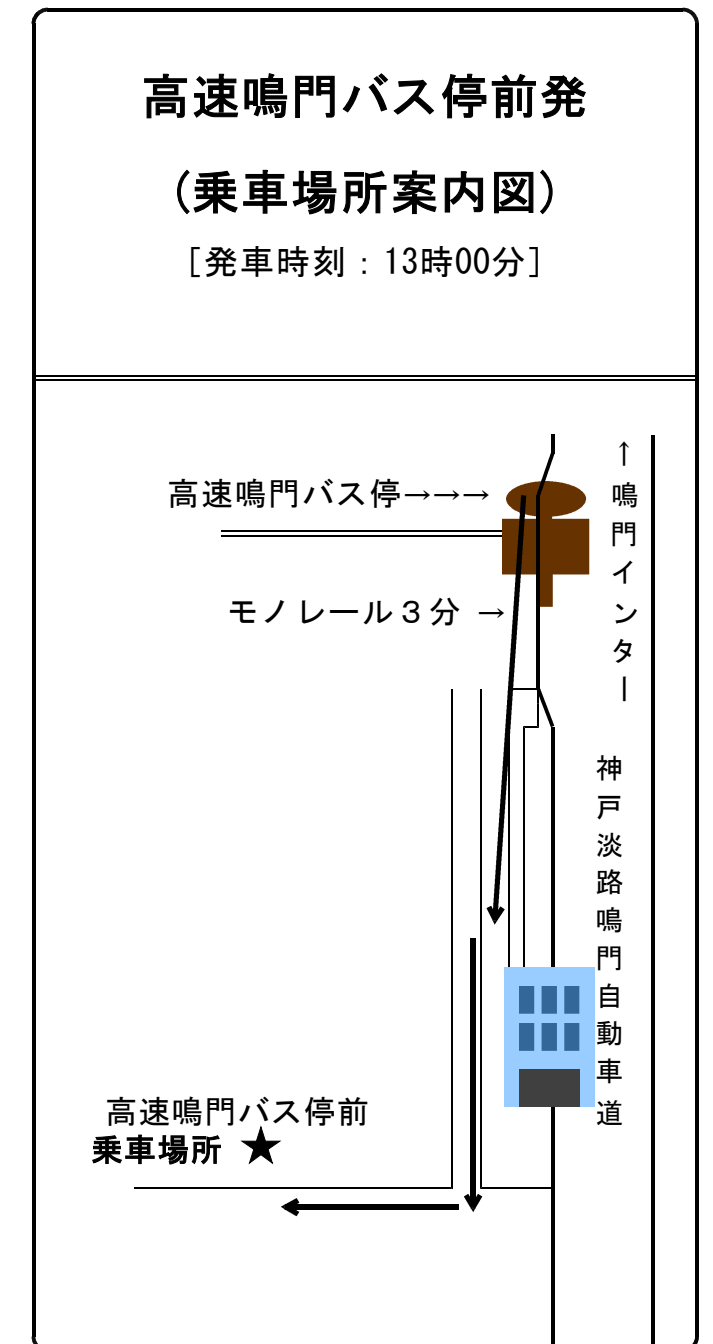 高速鳴門バス停前発
(乗車場所案内図)
[発車時刻：13時00分]
高速鳴門バス停→→→
↑鳴門インター
モノレール３分 →
神戸淡路鳴門自動車道
高速鳴門バス停前
乗車場所 ★